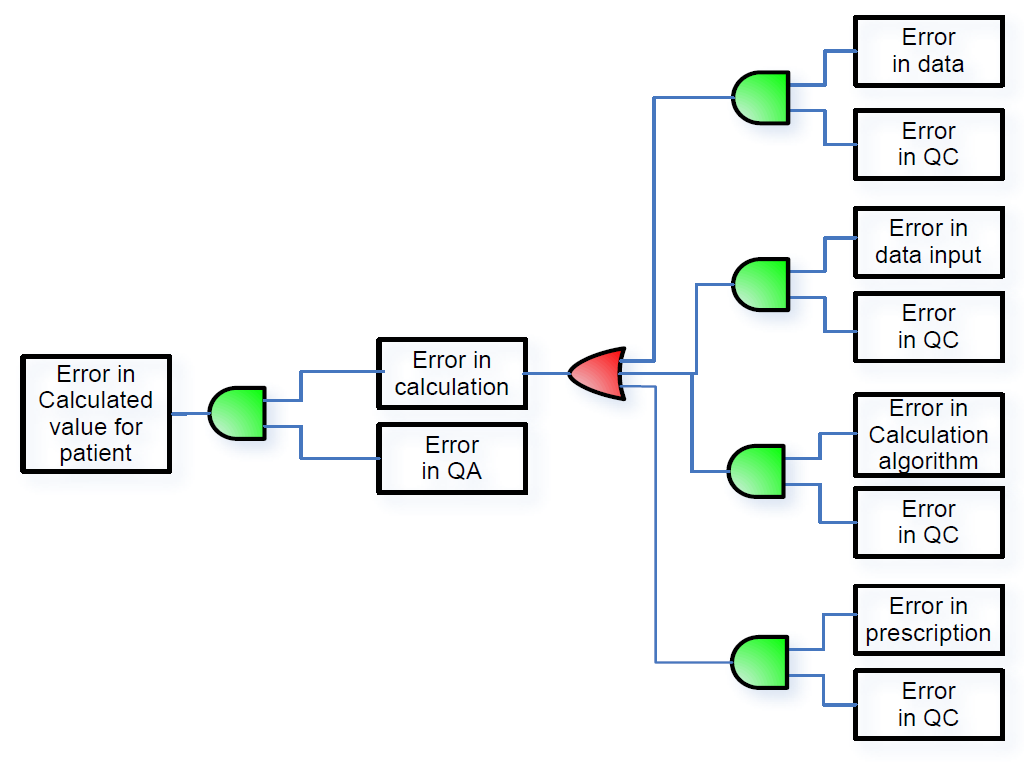 Error
in data
Error
in QC
Error in
data input
Error
in QC
Error in
Calculated
value for
patient
Error in
calculation
Error
in QA
Error in
Calculation
algorithm
Error
in QC
Error in
prescription
Error
in QC